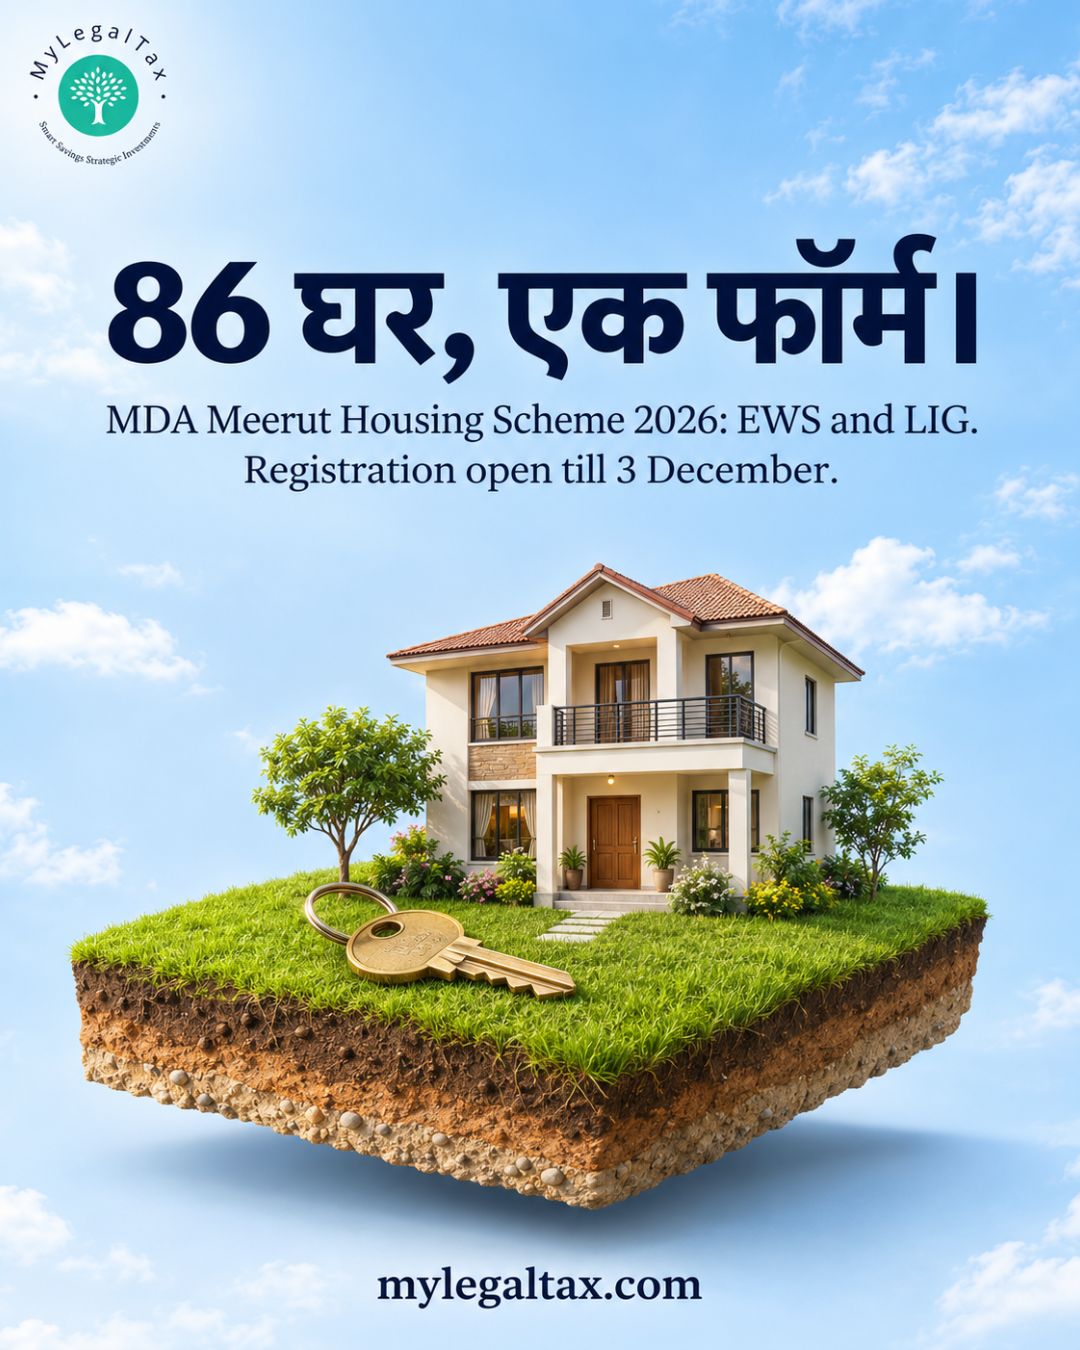 MyLegalTax
Smart Savings Strategic Investments
86 घर, एक फॉर्म।
MDA Meerut Housing Scheme 2026: EWS and LIG.
Registration open till 3 December.
mylegaltax.com